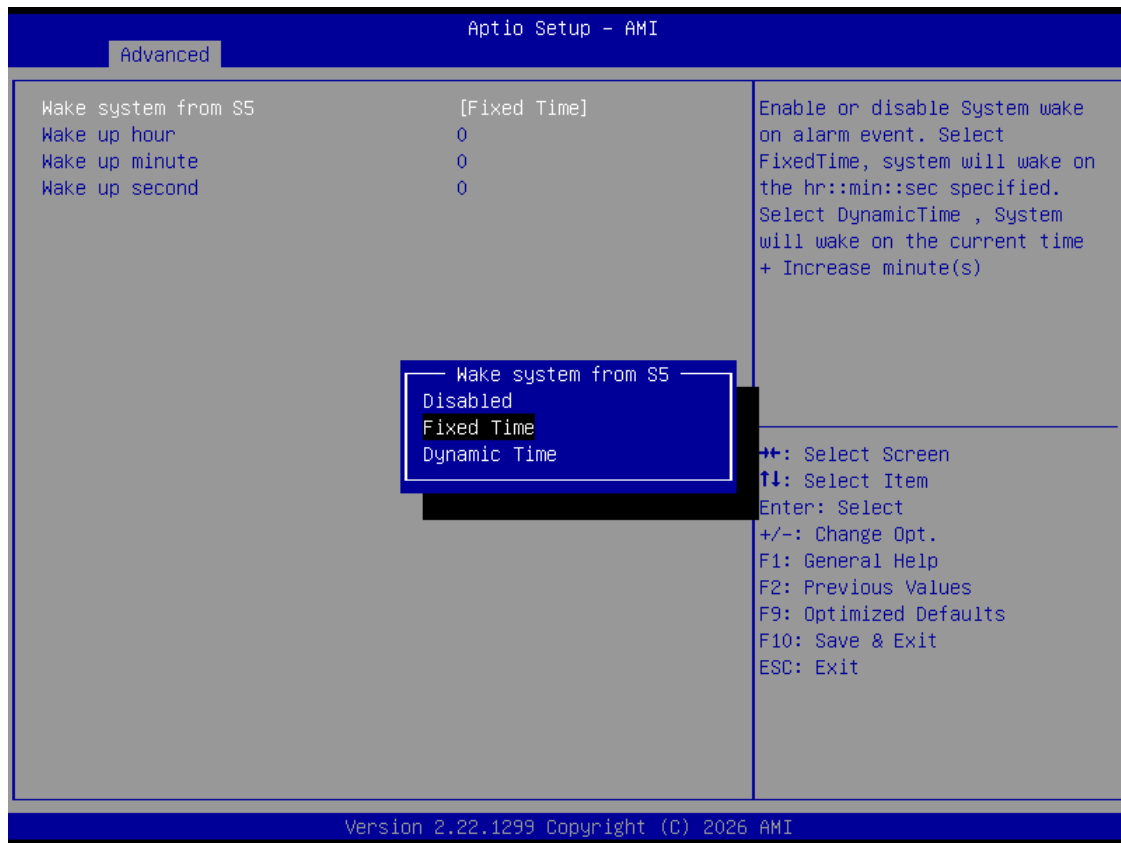 Aptio Setup – AMI
Advanced
Wake system from S5 [Fixed Time]
Wake up hour 0
Wake up minute 0
Wake up second 0
Enable or disable System wake
on alarm event. Select
FixedTime, system will wake on
the hr::min::sec specified.
Select DynamicTime , System
will wake on the current time
+ Increase minute(s)
Wake system from S5
Disabled
Fixed Time
Dynamic Time
→←: Select Screen
↑↓: Select Item
Enter: Select
+/-: Change Opt.
F1: General Help
F2: Previous Values
F9: Optimized Defaults
F10: Save & Exit
ESC: Exit
Version 2.22.1299 Copyright (C) 2026 AMI